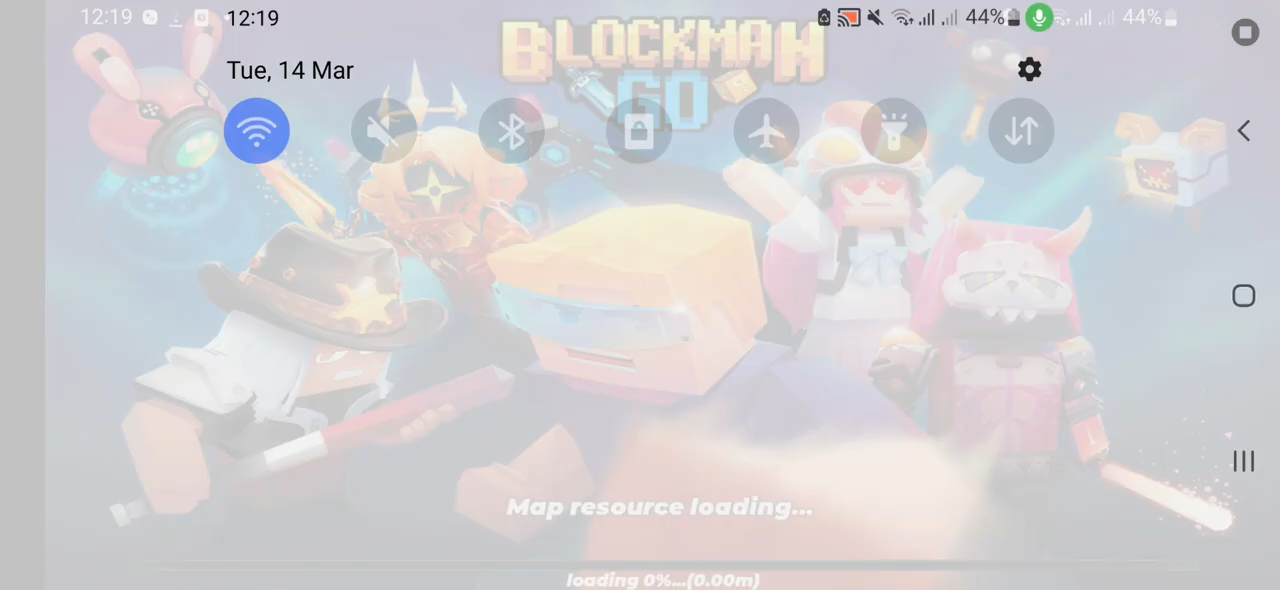 12:19 12:19 44% 44%
BLOCKMAN
GO
Tue, 14 Mar
Map resource loading...
loading 0%...(0.00m)